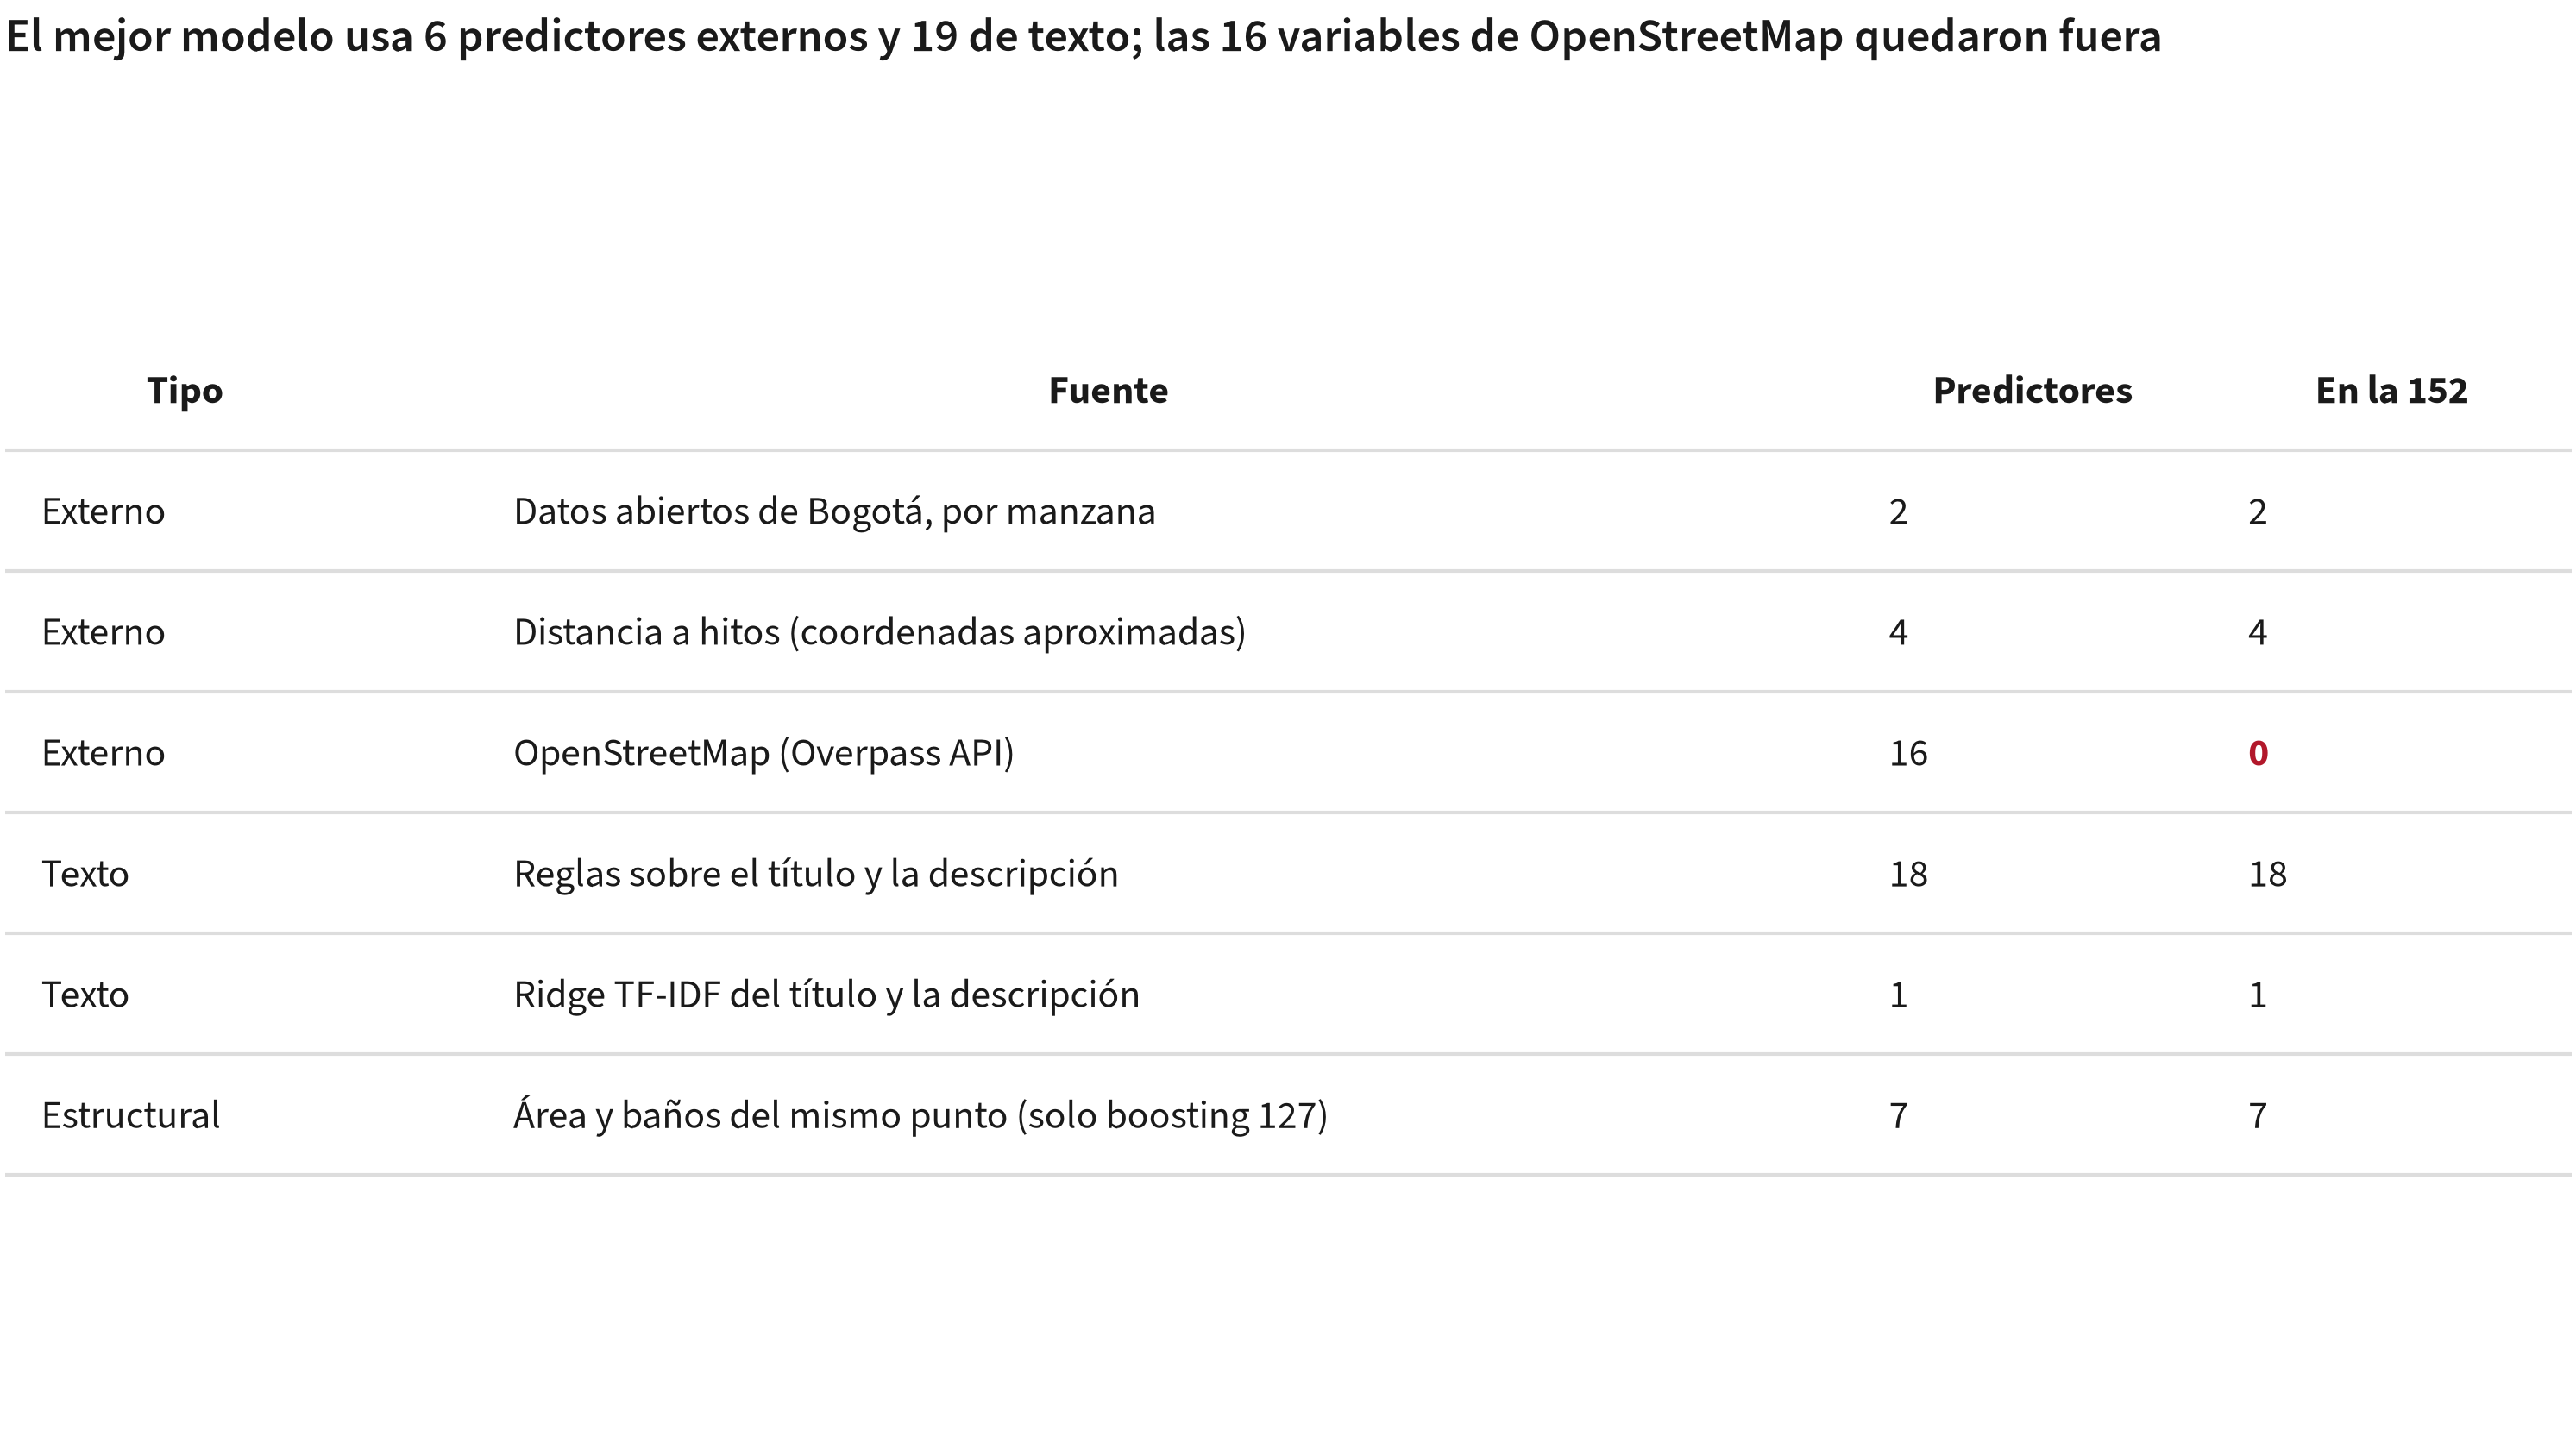 El mejor modelo usa 6 predictores externos y 19 de texto; las 16 variables de OpenStreetMap quedaron fuera
Tipo Fuente Predictores En la 152
Externo Datos abiertos de Bogotá, por manzana 2 2
Externo Distancia a hitos (coordenadas aproximadas) 4 4
Externo OpenStreetMap (Overpass API) 16 0
Texto Reglas sobre el título y la descripción 18 18
Texto Ridge TF-IDF del título y la descripción 1 1
Estructural Área y baños del mismo punto (solo boosting 127) 7 7